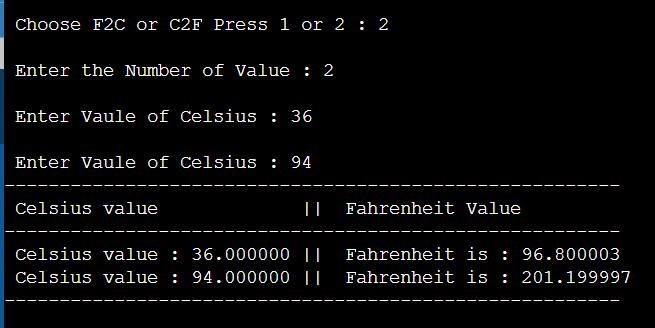 Choose F2C or C2F Press 1 or 2 : 2
Enter the Number of Value : 2
Enter Vaule of Celsius : 36
Enter Vaule of Celsius : 94
-------------------------------------------------------
Celsius value             ||  Fahrenheit Value
-------------------------------------------------------
Celsius value : 36.000000 ||  Fahrenheit is : 96.800003
Celsius value : 94.000000 ||  Fahrenheit is : 201.199997
-------------------------------------------------------